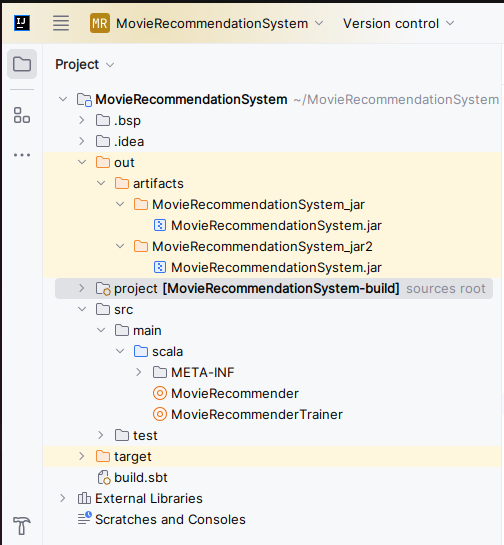 IJ MR MovieRecommendationSystem Version control
Project
MovieRecommendationSystem ~/MovieRecommendationSystem
.bsp
.idea
out
artifacts
MovieRecommendationSystem_jar
MovieRecommendationSystem.jar
MovieRecommendationSystem_jar2
MovieRecommendationSystem.jar
project [MovieRecommendationSystem-build] sources root
src
main
scala
META-INF
MovieRecommender
MovieRecommenderTrainer
test
target
build.sbt
External Libraries
Scratches and Consoles